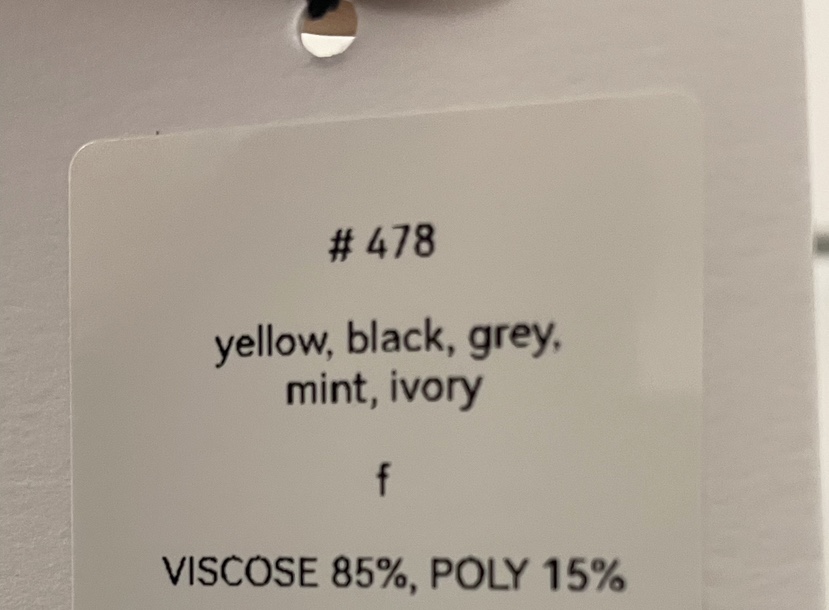 # 478
yellow, black, grey,
mint, ivory
f
VISCOSE 85%, POLY 15%